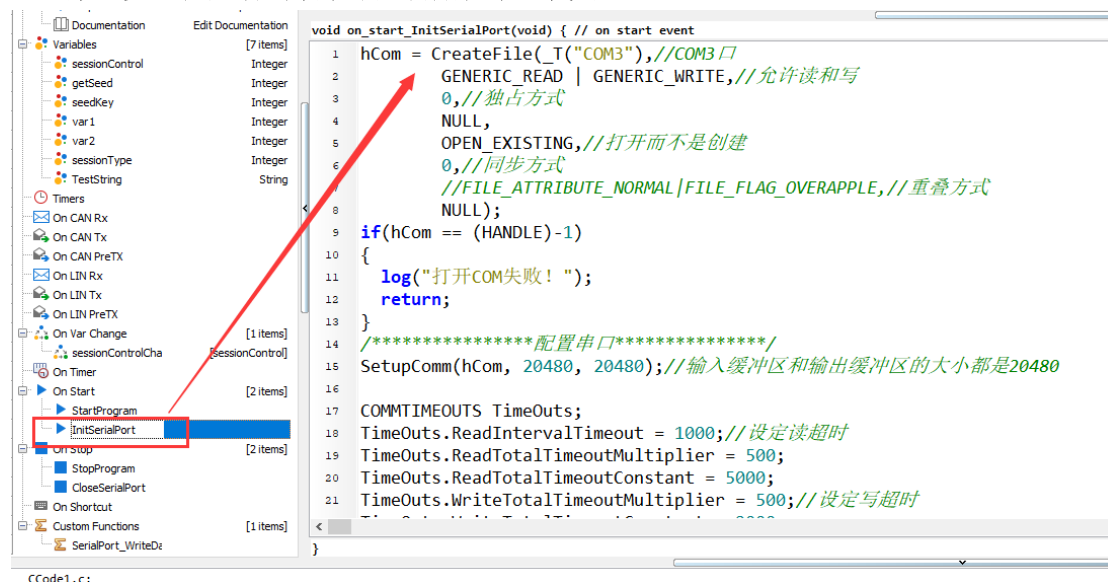 Documentation Edit Documentation
Variables [7 items]
sessionControl Integer
getSeed Integer
seedKey Integer
var1 Integer
var2 Integer
sessionType Integer
TestString String
Timers
On CAN Rx
On CAN Tx
On CAN PreTX
On LIN Rx
On LIN Tx
On LIN PreTX
On Var Change [1 items]
sessionControlCha [SessionControl]
On Timer
On Start [2 items]
StartProgram
InitSerialPort
On Stop [2 items]
StopProgram
CloseSerialPort
On Shortcut
Custom Functions [1 items]
SerialPort_WriteDa
void on_start_InitSerialPort(void) { // on start event
1 hCom = CreateFile(_T("COM3"),//COM3口
2 GENERIC_READ | GENERIC_WRITE,//允许读和写
3 0,//独占方式
4 NULL,
5 OPEN_EXISTING,//打开而不是创建
6 0,//同步方式
//FILE_ATTRIBUTE_NORMAL|FILE_FLAG_OVERAPPLE,//重叠方式
8 NULL);
9 if(hCom == (HANDLE)-1)
10 {
11 log("打开COM失败！");
12 return;
13 }
14 /****************配置串口***************/
15 SetupComm(hCom, 20480, 20480);//输入缓冲区和输出缓冲区的大小都是20480
16
17 COMMTIMEOUTS TimeOuts;
18 TimeOuts.ReadIntervalTimeout = 1000;//设定读超时
19 TimeOuts.ReadTotalTimeoutMultiplier = 500;
20 TimeOuts.ReadTotalTimeoutConstant = 5000;
21 TimeOuts.WriteTotalTimeoutMultiplier = 500;//设定写超时
}
CCode1.c: